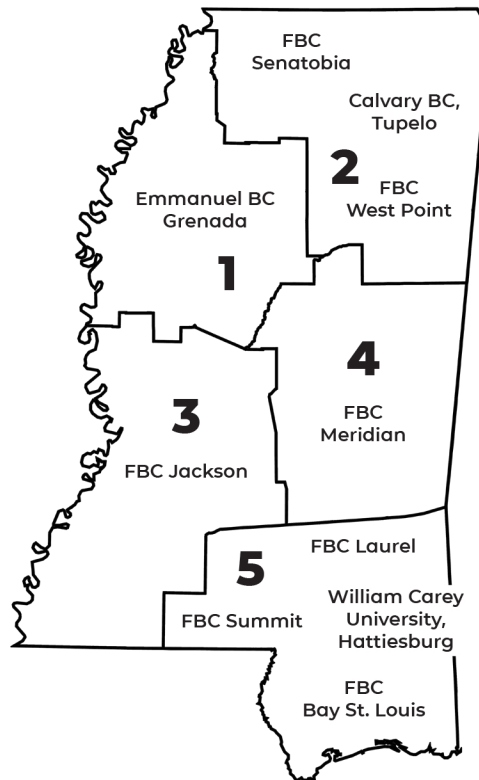 FBC
Senatobia
Calvary BC,
Tupelo
2
FBC
West Point
Emmanuel BC
Grenada
1
4
3
FBC
Meridian
FBC Jackson
5
FBC Laurel
FBC Summit
William Carey
University,
Hattiesburg
FBC
Bay St. Louis